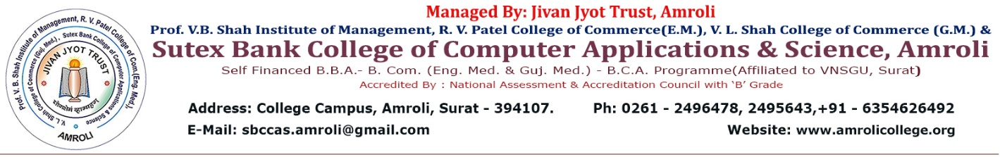 Managed By: Jivan Jyot Trust, Amroli
Prof. V.B. Shah Institute of Management, R. V. Patel College of Commerce(E.M.), V. L. Shah College of Commerce (G.M.) &
Sutex Bank College of Computer Applications & Science, Amroli
Self Financed B.B.A.- B. Com. (Eng. Med. & Guj. Med.) - B.C.A. Programme(Affiliated to VNSGU, Surat)
Accredited By : National Assessment & Accreditation Council with ‘B’ Grade
Address: College Campus, Amroli, Surat - 394107. Ph: 0261 - 2496478, 2495643,+91 - 6354626492
E-Mail: sbccas.amroli@gmail.com Website: www.amrolicollege.org
Prof. V. B. Shah Institute of Management, R. V. Patel College of Com.(Eng. Med.),
V. L. Shah College of Commerce (Guj. Med.), Sutex Bank College of Computer Applications & Science
JIVAN JYOT TRUST
AMROLI